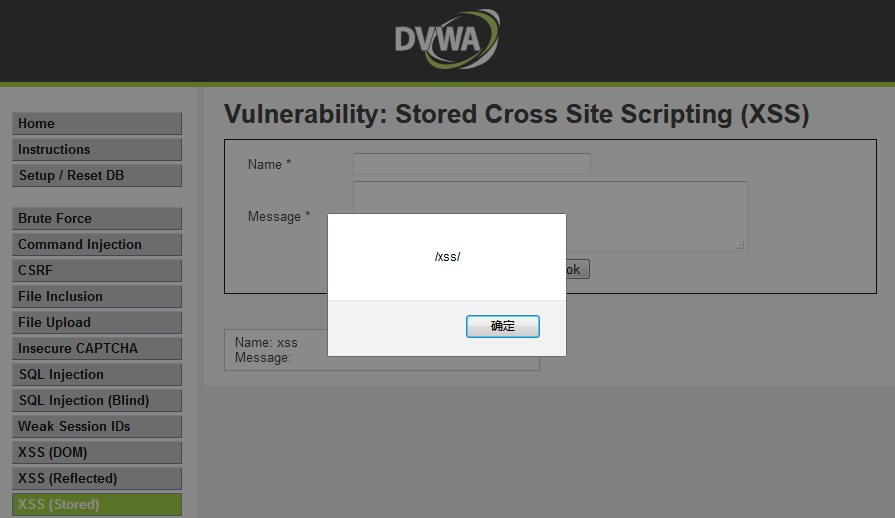 DVWA
Vulnerability: Stored Cross Site Scripting (XSS)
Home
Instructions
Setup / Reset DB
Brute Force
Command Injection
CSRF
File Inclusion
File Upload
Insecure CAPTCHA
SQL Injection
SQL Injection (Blind)
Weak Session IDs
XSS (DOM)
XSS (Reflected)
XSS (Stored)
Name *
Message *
ok
/xss/
确定
Name: xss
Message: